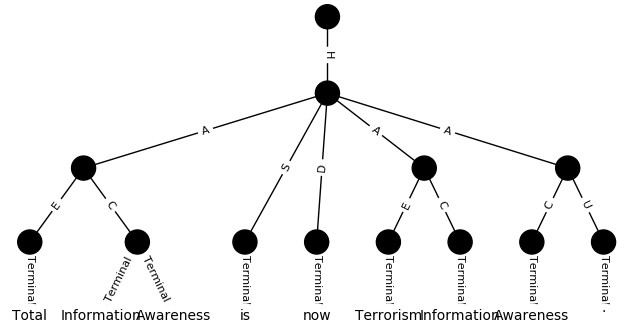 H
A S D A A
E C E C C U
Terminal Terminal Terminal Terminal Terminal Terminal Terminal Terminal Terminal
Total Information Awareness is now Terrorism Information Awareness .